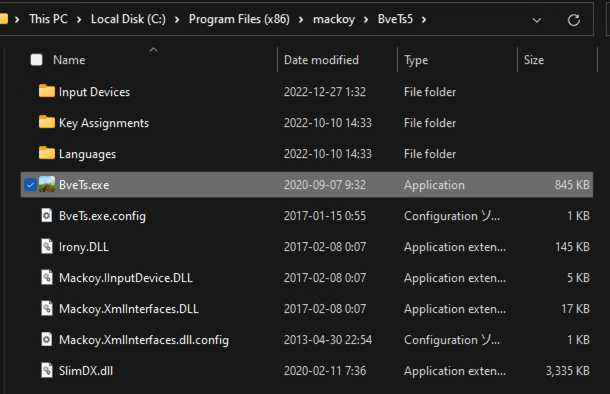 This PC > Local Disk (C:) > Program Files (x86) > mackoy > BveTs5 >
Name Date modified Type Size
Input Devices 2022-12-27 1:32 File folder
Key Assignments 2022-10-10 14:33 File folder
Languages 2022-10-10 14:33 File folder
BveTs.exe 2020-09-07 9:32 Application 845 KB
BveTs.exe.config 2017-01-15 0:55 Configuration ソ... 1 KB
Irony.DLL 2017-02-08 0:07 Application exten... 145 KB
Mackoy.IInputDevice.DLL 2017-02-08 0:07 Application exten... 5 KB
Mackoy.XmlInterfaces.DLL 2017-02-08 0:07 Application exten... 17 KB
Mackoy.XmlInterfaces.dll.config 2013-04-30 22:54 Configuration ソ... 1 KB
SlimDX.dll 2020-02-11 7:36 Application exten... 3,335 KB